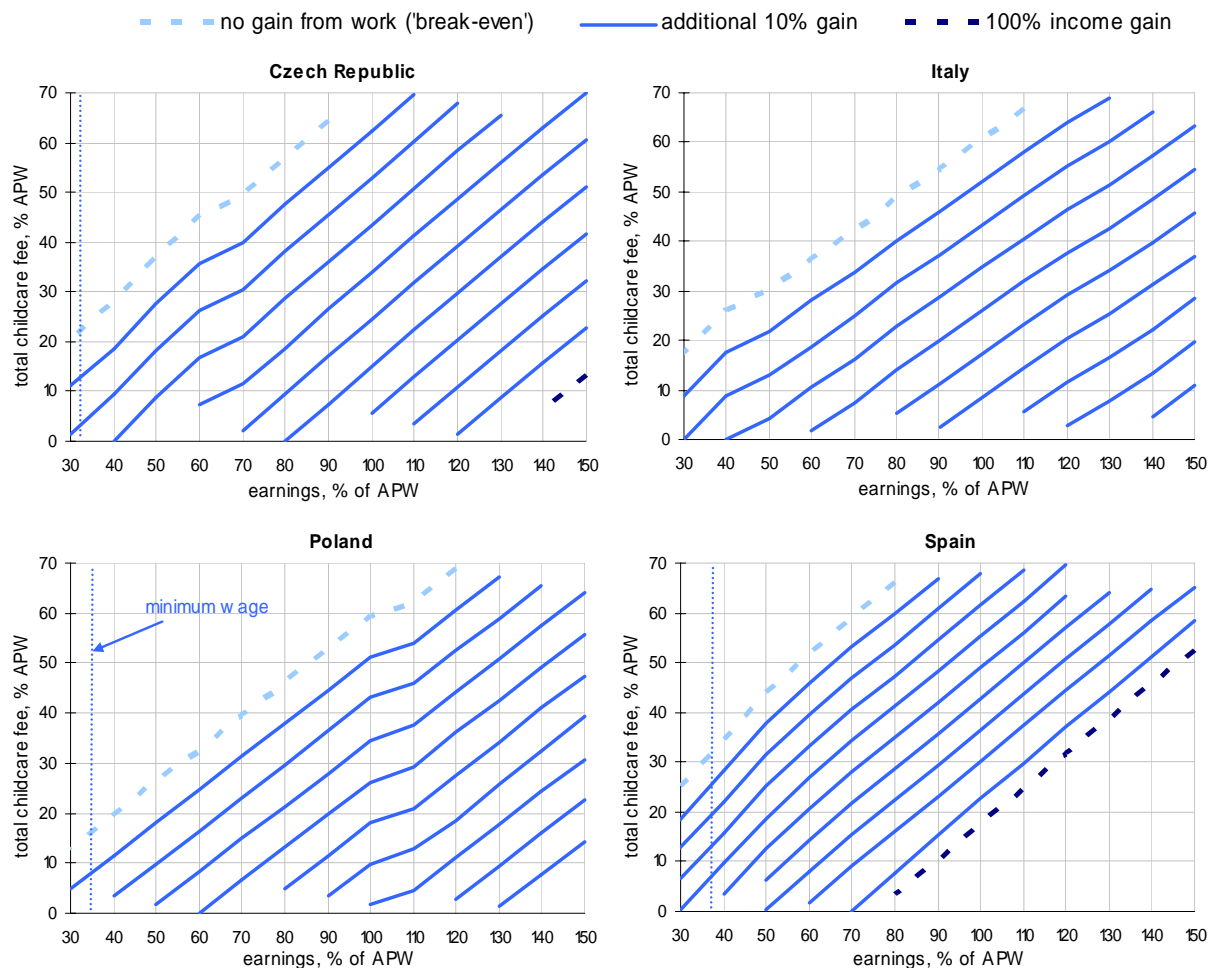 no gain from work ('break-even') additional 10% gain 100% income gain
Czech Republic
total childcare fee, % APW
70
60
50
40
30
20
10
0
30 40 50 60 70 80 90 100 110 120 130 140 150
earnings, % of APW
Italy
total childcare fee, % APW
70
60
50
40
30
20
10
0
30 40 50 60 70 80 90 100 110 120 130 140 150
earnings, % of APW
Poland
total childcare fee, % APW
70
60
50
40
30
20
10
0
minimum w age
30 40 50 60 70 80 90 100 110 120 130 140 150
earnings, % of APW
Spain
total childcare fee, % APW
70
60
50
40
30
20
10
0
30 40 50 60 70 80 90 100 110 120 130 140 150
earnings, % of APW